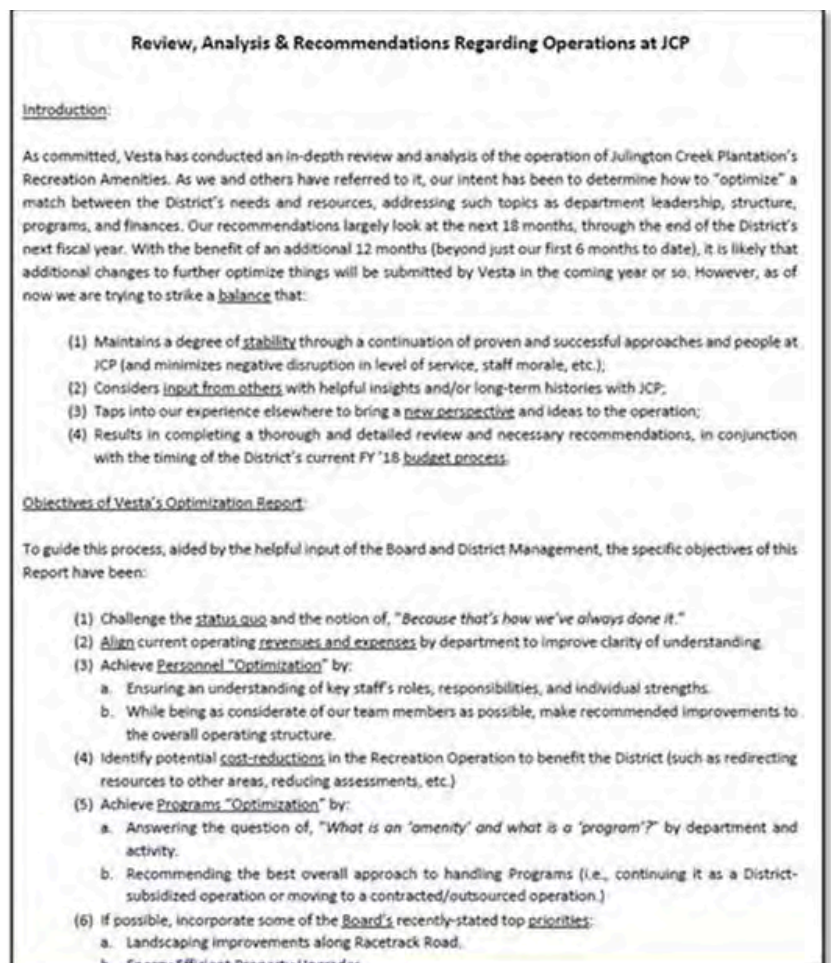 Review, Analysis & Recommendations Regarding Operations at JCP
Introduction:
As committed, Vesta has conducted an in-depth review and analysis of the operation of Julington Creek Plantation's
Recreation Amenities. As we and others have referred to it, our intent has been to determine how to "optimize" a
match between the District's needs and resources, addressing such topics as department leadership, structure,
programs, and finances. Our recommendations largely look at the next 18 months, through the end of the District's
next fiscal year. With the benefit of an additional 12 months (beyond just our first 6 months to date), it is likely that
additional changes to further optimize things will be submitted by Vesta in the coming year or so. However, as of
now we are trying to strike a balance that:
(1) Maintains a degree of stability through a continuation of proven and successful approaches and people at
JCP (and minimizes negative disruption in level of service, staff morale, etc.);
(2) Considers input from others with helpful insights and/or long-term histories with JCP;
(3) Taps into our experience elsewhere to bring a new perspective and ideas to the operation;
(4) Results in completing a thorough and detailed review and necessary recommendations, in conjunction
with the timing of the District's current FY '18 budget process.
Objectives of Vesta's Optimization Report:
To guide this process, aided by the helpful input of the Board and District Management, the specific objectives of this
Report have been:
(1) Challenge the status quo and the notion of, "Because that's how we've always done it."
(2) Align current operating revenues and expenses by department to improve clarity of understanding.
(3) Achieve Personnel "Optimization" by:
a. Ensuring an understanding of key staff's roles, responsibilities, and individual strengths.
b. While being as considerate of our team members as possible, make recommended improvements to
the overall operating structure.
(4) Identify potential cost-reductions in the Recreation Operation to benefit the District (such as redirecting
resources to other areas, reducing assessments, etc.)
(5) Achieve Programs "Optimization" by:
a. Answering the question of, "What is an 'amenity' and what is a 'program'?" by department and
activity.
b. Recommending the best overall approach to handling Programs (i.e., continuing it as a District-
subsidized operation or moving to a contracted/outsourced operation.)
(6) If possible, incorporate some of the Board's recently-stated top priorities:
a. Landscaping improvements along Racetrack Road.
b. Energy Efficient Property Upgrades